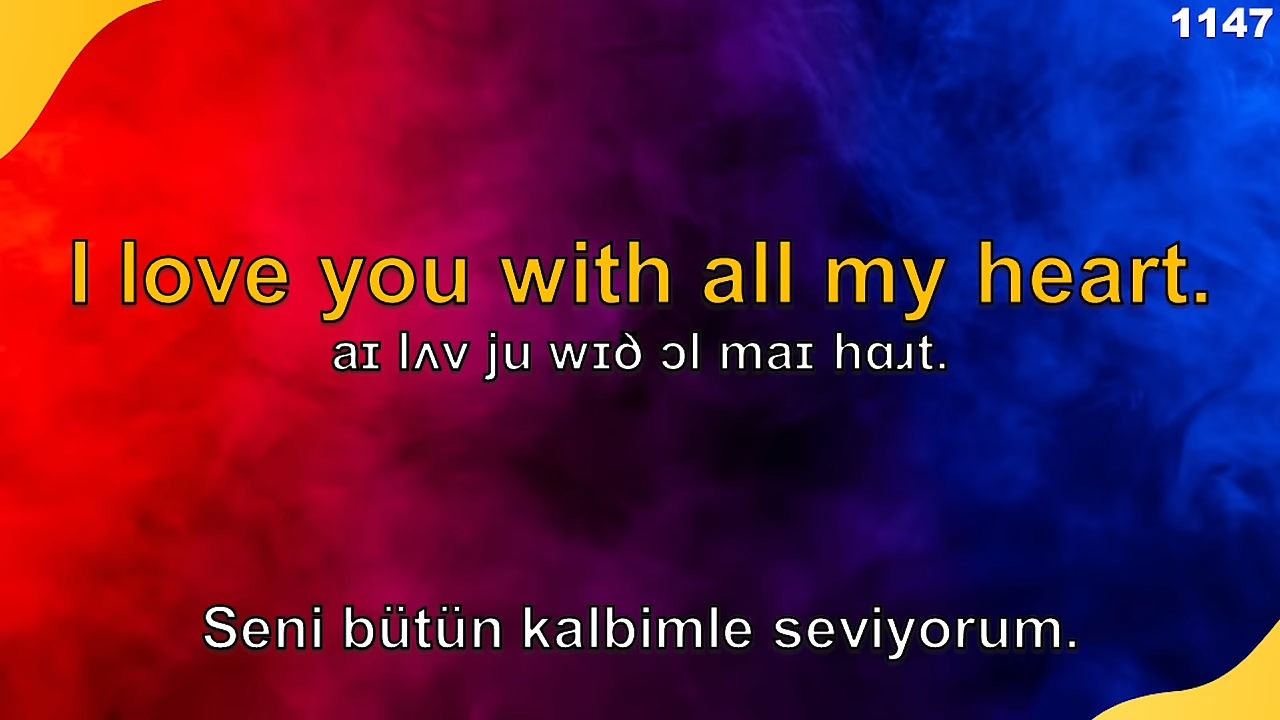 1147
I love you with all my heart.
aɪ lʌv ju wɪð ɔl maɪ hɑɹt.
Seni bütün kalbimle seviyorum.